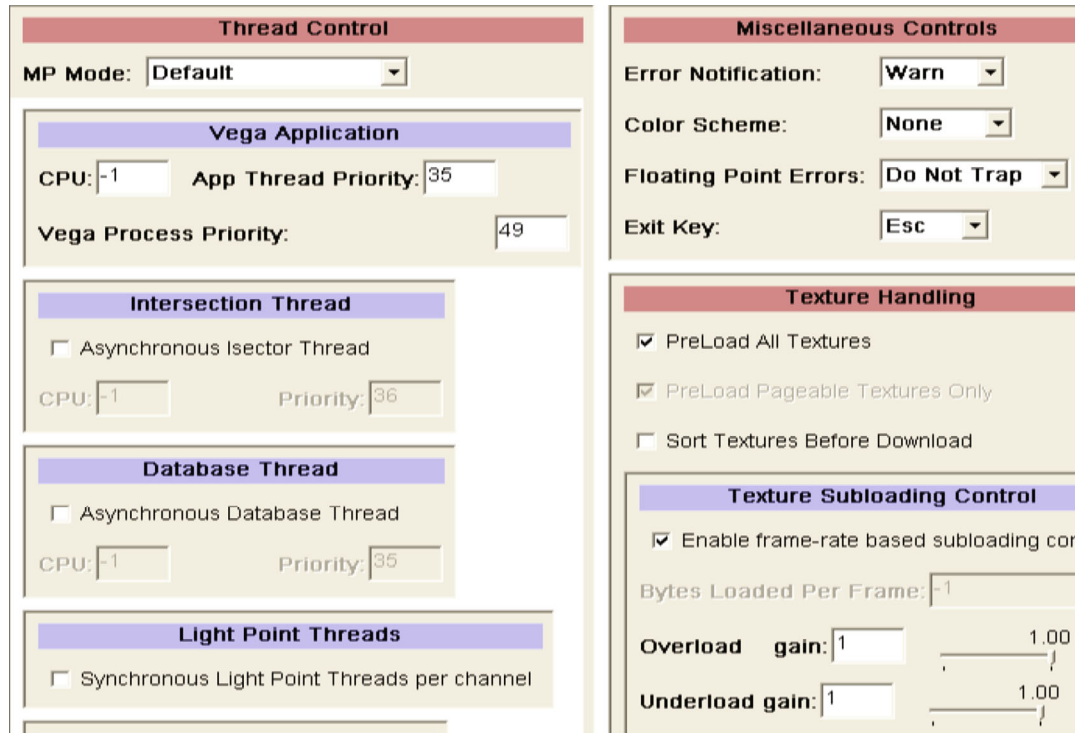 Thread Control
MP Mode: Default
Vega Application
CPU: -1 App Thread Priority: 35
Vega Process Priority: 49
Intersection Thread
Asynchronous Isector Thread
CPU: -1 Priority: 36
Database Thread
Asynchronous Database Thread
CPU: -1 Priority: 35
Light Point Threads
Synchronous Light Point Threads per channel
Miscellaneous Controls
Error Notification: Warn
Color Scheme: None
Floating Point Errors: Do Not Trap
Exit Key: Esc
Texture Handling
PreLoad All Textures
PreLoad Pageable Textures Only
Sort Textures Before Download
Texture Subloading Control
Enable frame-rate based subloading cor
Bytes Loaded Per Frame: -1
Overload gain: 1 1.00
Underload gain: 1 1.00